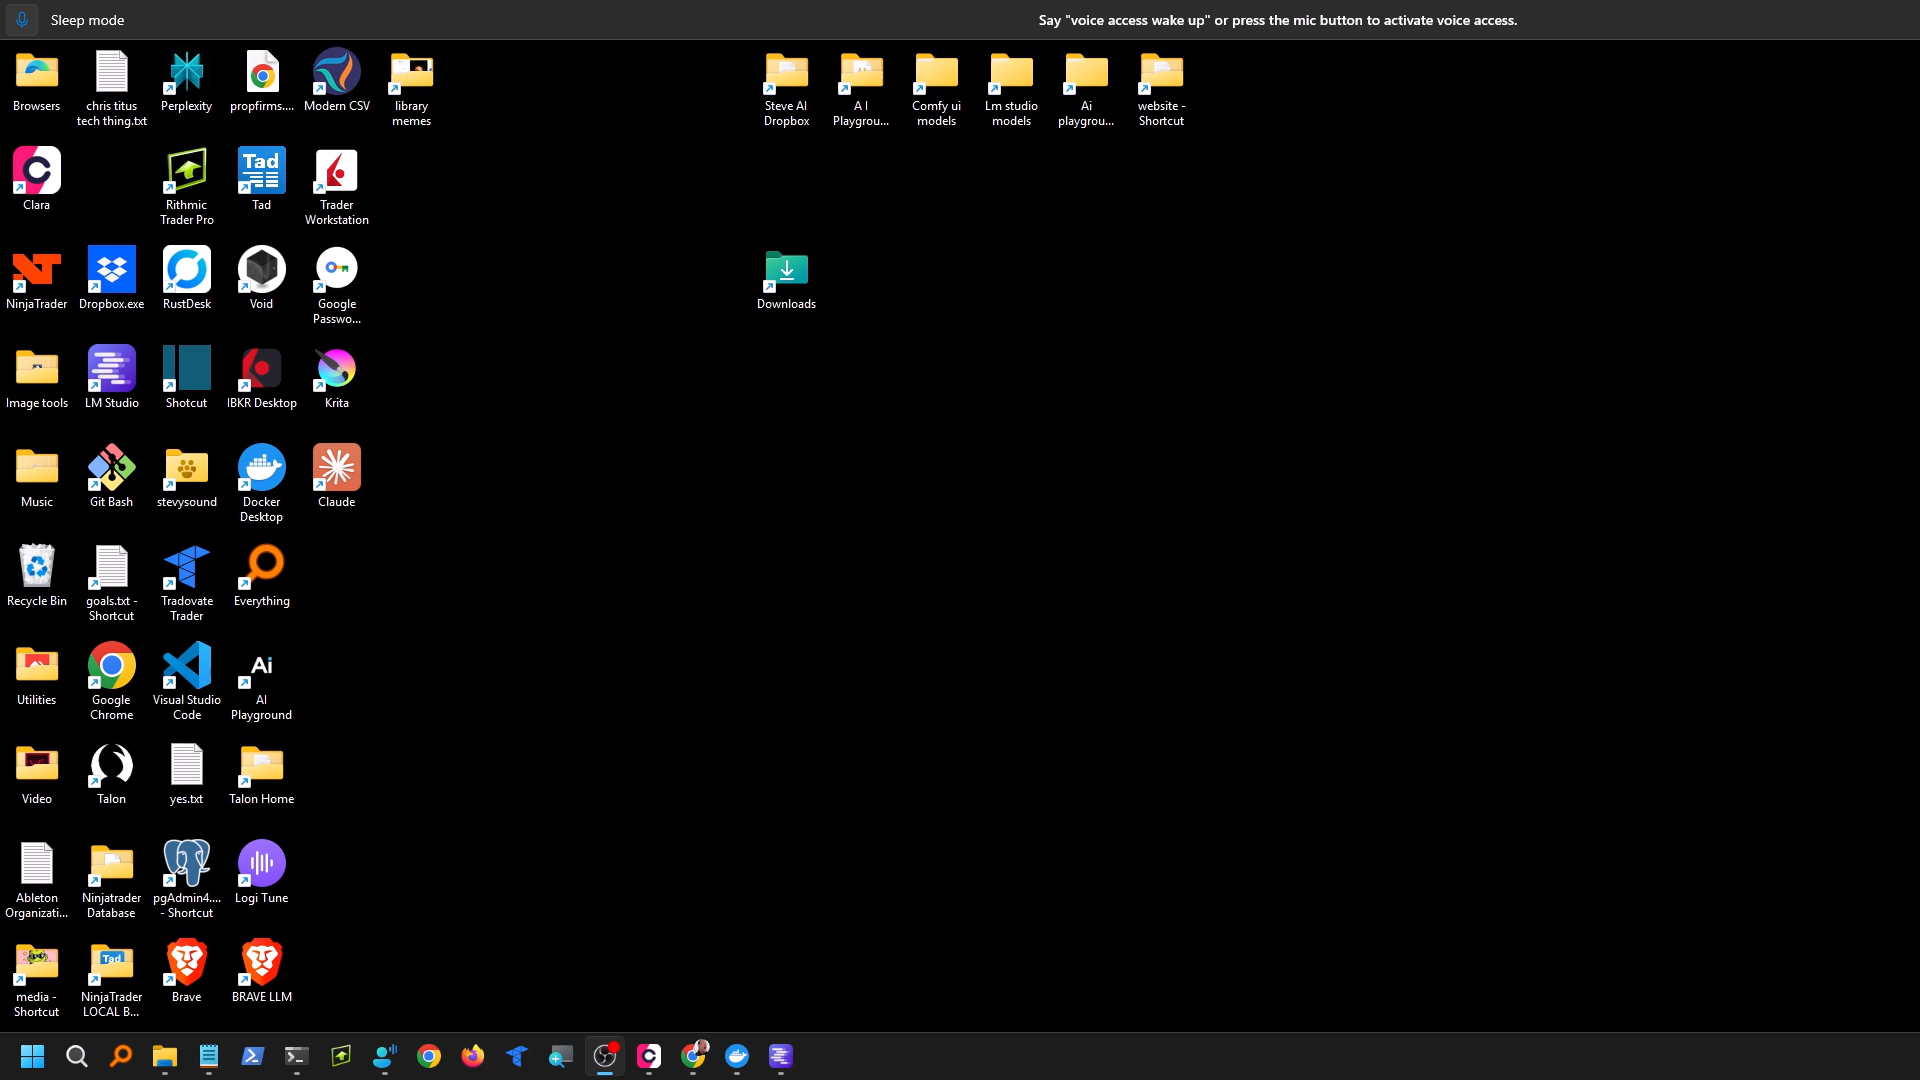 Sleep mode
Say "voice access wake up" or press the mic button to activate voice access.
Browsers
chris titus
tech thing.txt
Perplexity
propfirms....
Modern CSV
library
memes
Steve AI
Dropbox
A I
Playgrou...
Comfy ui
models
Lm studio
models
Ai
playgrou...
website -
Shortcut
Clara
Rithmic
Trader Pro
Tad
Tad
Trader
Workstation
NinjaTrader
Dropbox.exe
RustDesk
Void
Google
Passwo...
Downloads
Image tools
LM Studio
Shotcut
IBKR Desktop
Krita
Music
Git Bash
stevysound
Docker
Desktop
Claude
Recycle Bin
goals.txt -
Shortcut
Tradovate
Trader
Everything
Utilities
Google
Chrome
Visual Studio
Code
Ai
AI
Playground
Video
Talon
yes.txt
Talon Home
Ableton
Organizati...
Ninjatrader
Database
pgAdmin4....
- Shortcut
Logi Tune
media -
Shortcut
Tad
NinjaTrader
LOCAL B...
Brave
BRAVE LLM